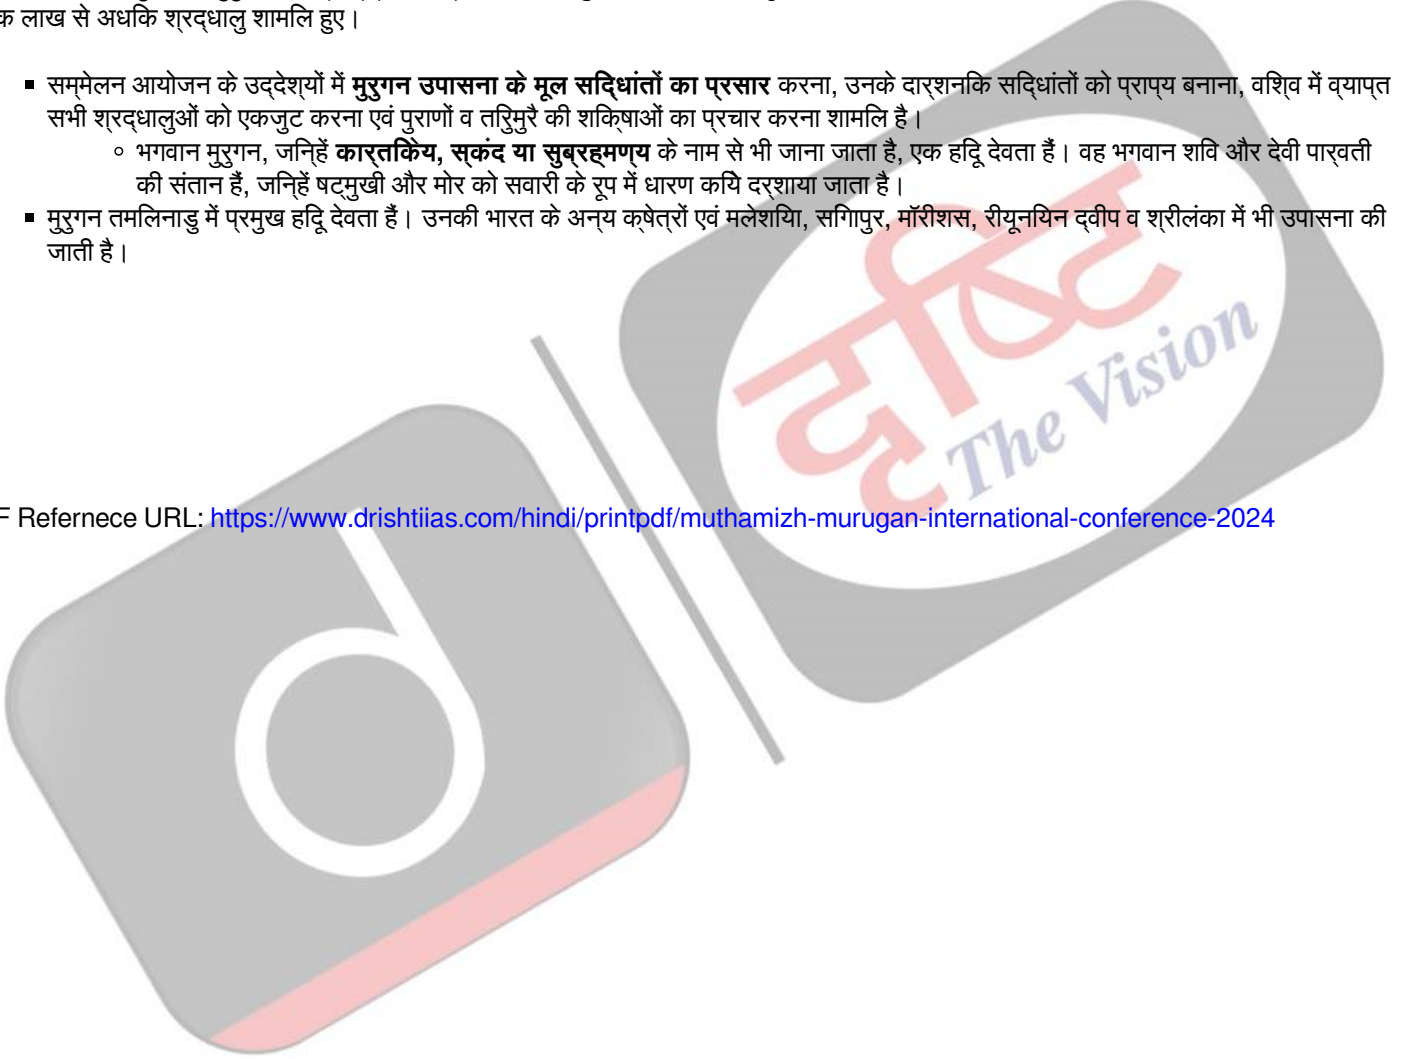 क लाख से अधिक श्रद्धालु शामिल हुए।
▪ सम्मेलन आयोजन के उद्देश्यों में मुरुगन उपासना के मूल सिद्धांतों का प्रसार करना, उनके दार्शनिक सिद्धांतों को प्राप्य बनाना, विश्व में व्याप्त
सभी श्रद्धालुओं को एकजुट करना एवं पुराणों व तिरुमुरै की शिक्षाओं का प्रचार करना शामिल है।
◦ भगवान मुरुगन, जिन्हें कार्तिकेय, स्कंद या सुब्रह्मण्य के नाम से भी जाना जाता है, एक हिंदू देवता हैं। वह भगवान शिव और देवी पार्वती
की संतान हैं, जिन्हें षट्मुखी और मोर को सवारी के रूप में धारण किये दर्शाया जाता है।
▪ मुरुगन तमिलनाडु में प्रमुख हिंदू देवता हैं। उनकी भारत के अन्य क्षेत्रों एवं मलेशिया, सिंगापुर, मॉरीशस, रीयूनियन द्वीप व श्रीलंका में भी उपासना की
जाती है।
दृष्टि
The Vision
F Refernece URL: https://www.drishtiias.com/hindi/printpdf/muthamizh-murugan-international-conference-2024
d